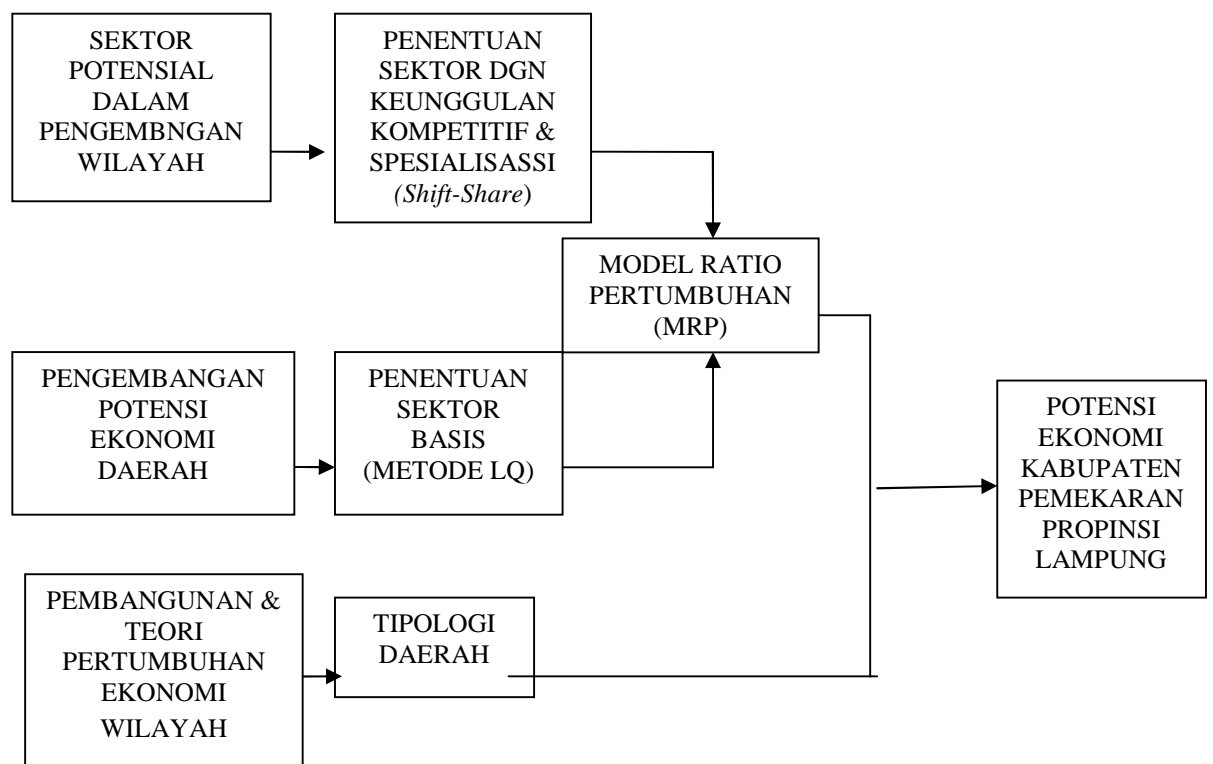 SEKTOR
POTENSIAL
DALAM
PENGEMBNGAN
WILAYAH
PENENTUAN
SEKTOR DGN
KEUNGGULAN
KOMPETITIF &
SPESIALISASSI
(Shift-Share)
MODEL RATIO
PERTUMBUHAN
(MRP)
PENGEMBANGAN
POTENSI
EKONOMI
DAERAH
PENENTUAN
SEKTOR
BASIS
(METODE LQ)
POTENSI
EKONOMI
KABUPATEN
PEMEKARAN
PROPINSI
LAMPUNG
PEMBANGUNAN &
TEORI
PERTUMBUHAN
EKONOMI
WILAYAH
TIPOLOGI
DAERAH